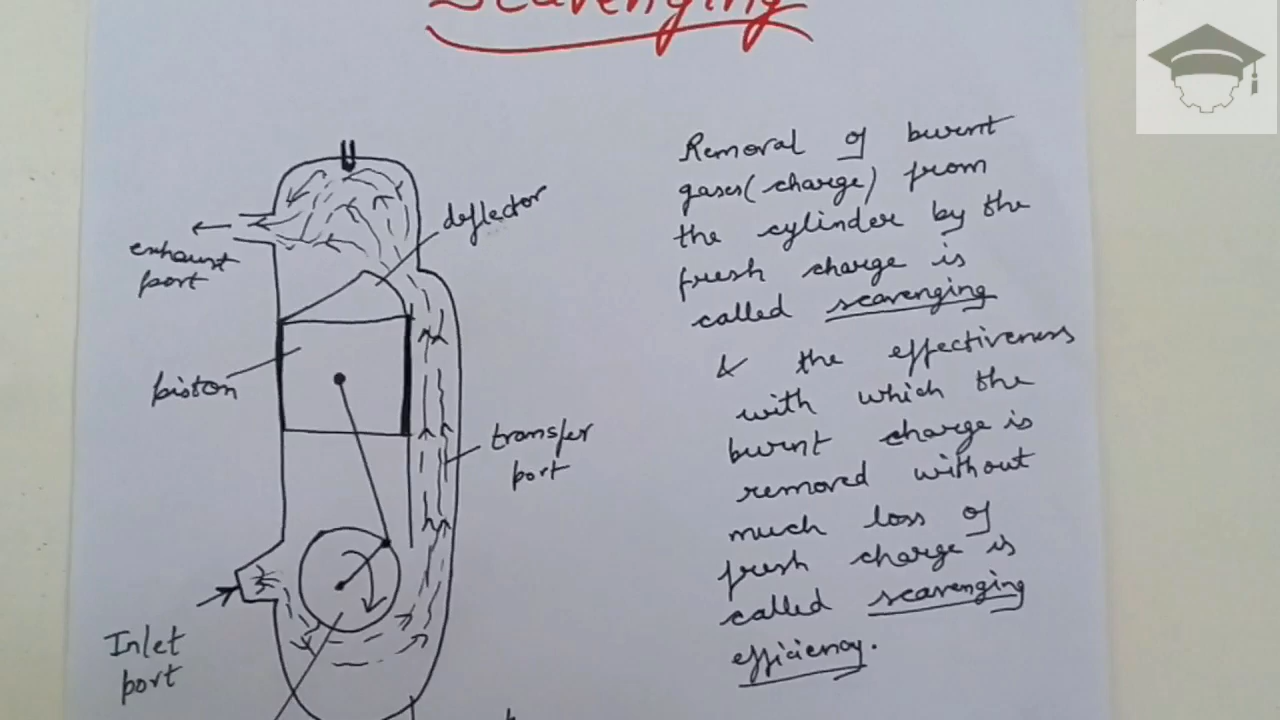 Scavenging
deflector
exhaust
port
piston
transfer
port
Inlet
port
Removal of burnt
gases (charge) from
the cylinder by the
fresh charge is
called scavenging
& the effectiveness
with which the
burnt charge is
removed without
much loss of
fresh charge is
called scavenging
efficiency.